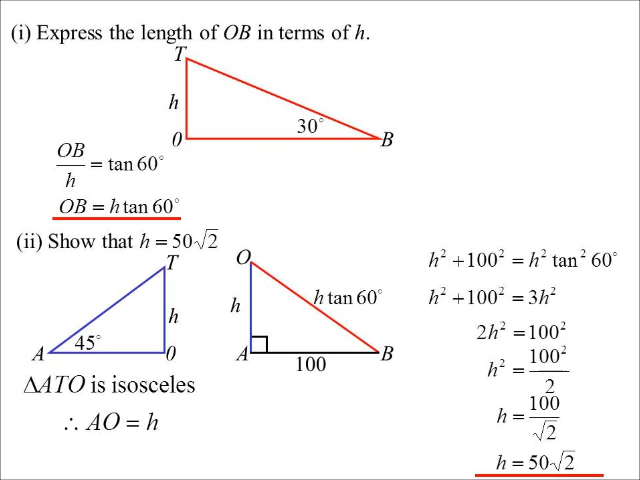 (i) Express the length of OB in terms of h.
T
h
30°
0
B
OB/h = tan 60°
OB = h tan 60°
(ii) Show that h = 50√2
T
h
45°
A
0
ΔATO is isosceles
∴ AO = h
O
h
h tan 60°
A
B
100
h² + 100² = h² tan² 60°
h² + 100² = 3h²
2h² = 100²
h² = 100²/2
h = 100/√2
h = 50√2